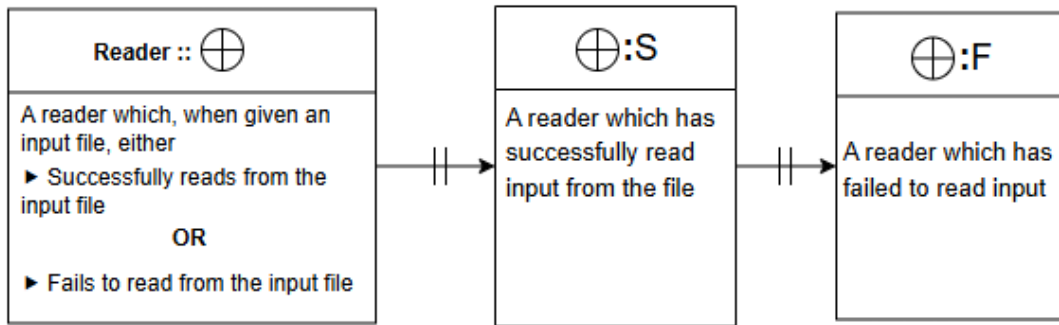 Reader :: ⊕
A reader which, when given an
input file, either
▶ Successfully reads from the
input file
OR
▶ Fails to read from the input file
⊕:S
A reader which has
successfully read
input from the file
⊕:F
A reader which has
failed to read input